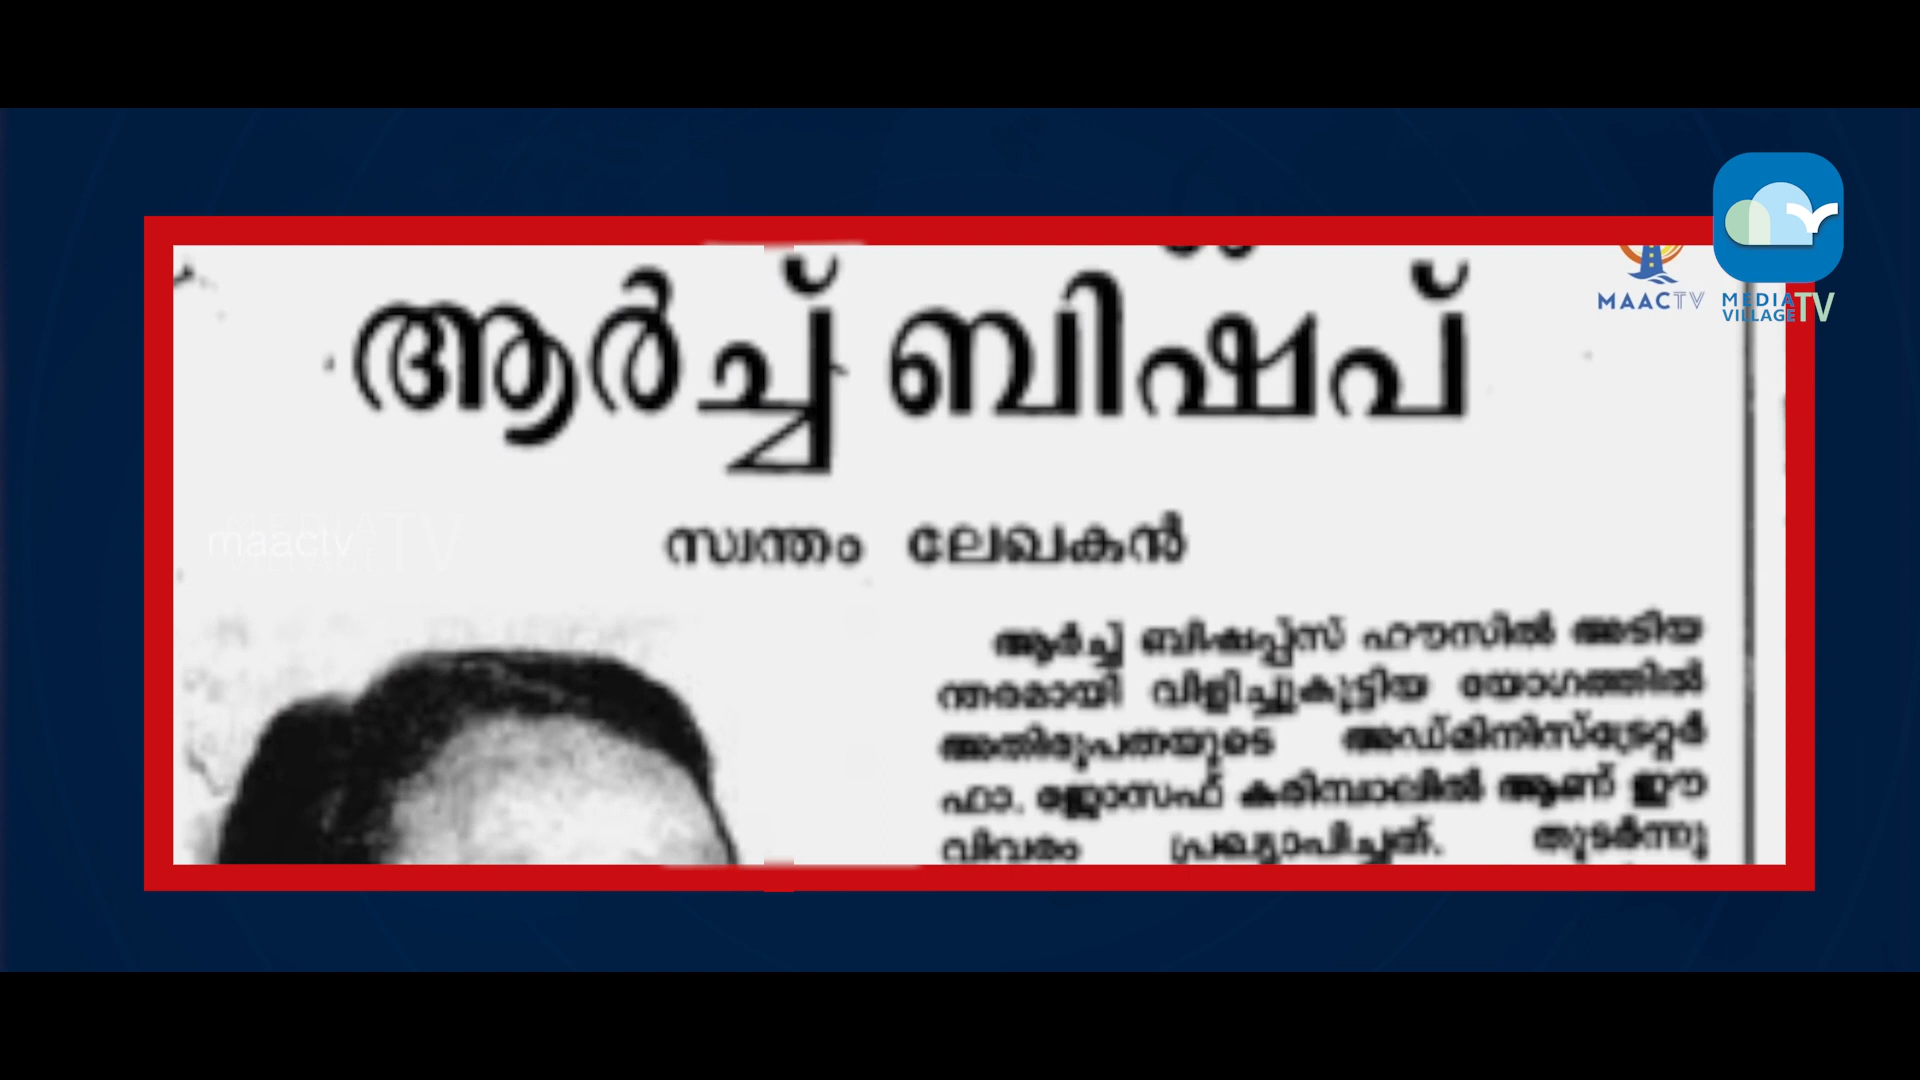 ആർച്ച് ബിഷപ്
സ്വന്തം ലേഖകൻ
ആർച്ച് ബിഷപ്പ്സ് ഹൗസിൽ അടിയ
ന്തരമായി വിളിച്ചുകൂട്ടിയ യോഗത്തിൽ
അതിരൂപതയുടെ അഡ്മിനിസ്ട്രേറ്റർ
ഫാ. ജോസഫ് കരിമ്പാലിൽ ആണ് ഈ
വിവരം പ്രഖ്യാപിച്ചത്. തുടർന്നു
MAACTV
MEDIA VILLAGE TV
maactv